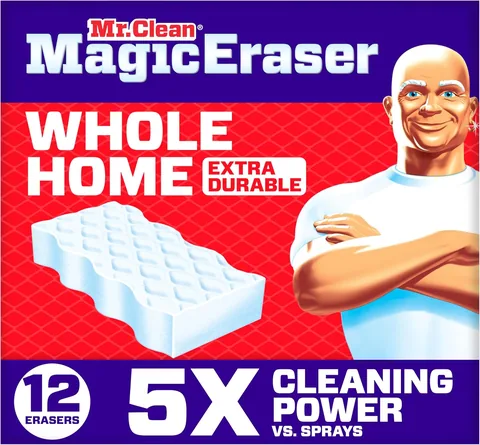 Mr.Clean®
MagicEraser
WHOLE
HOME
EXTRA
DURABLE
12
ERASERS
5X
CLEANING
POWER
VS. SPRAYS